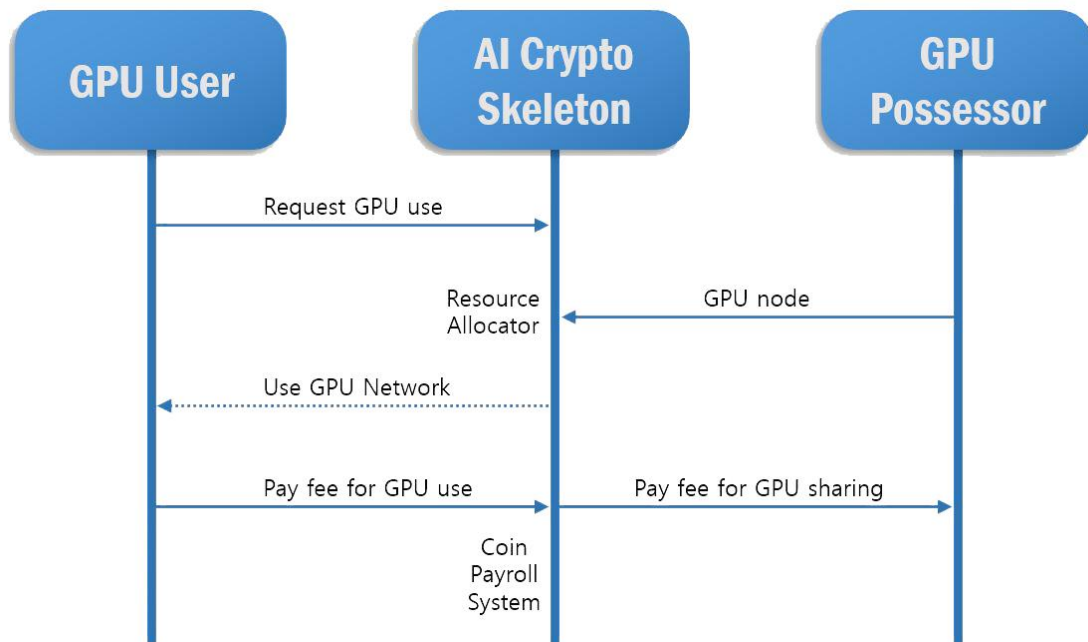 GPU User
AI Crypto
Skeleton
GPU
Possessor
Request GPU use
Resource
Allocator
GPU node
Use GPU Network
Pay fee for GPU use
Pay fee for GPU sharing
Coin
Payroll
System